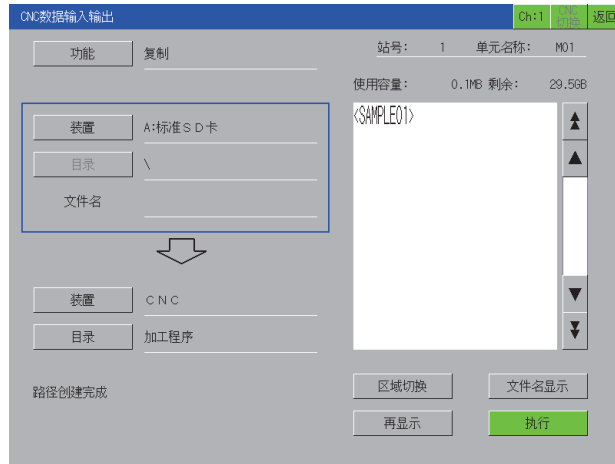 CNC数据输入输出 Ch:1 CNC切换 返回
功能 复制
站号: 1 单元名称: M01
使用容量: 0.1MB 剩余: 29.5GB
装置 A:标准SD卡
<SAMPLE01>
目录 \
文件名
装置 CNC
目录 加工程序
路径创建完成
区域切换 文件名显示
再显示 执行